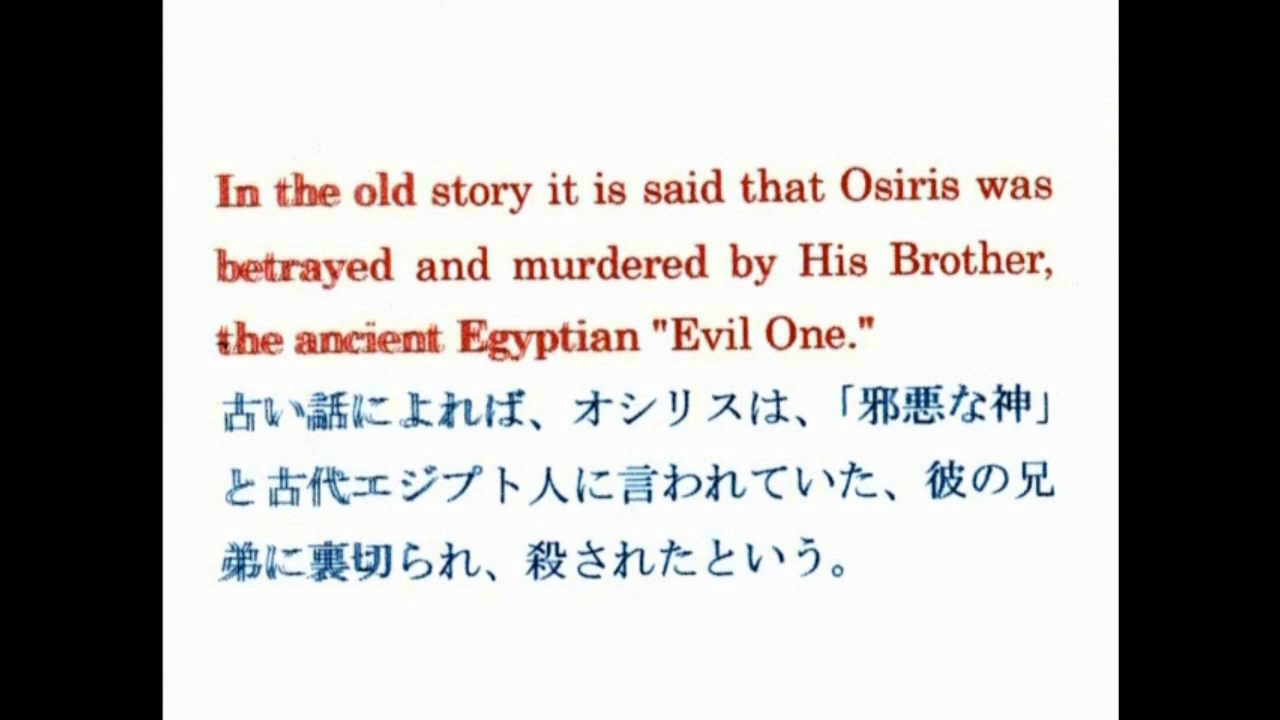 In the old story it is said that Osiris was
betrayed and murdered by His Brother,
the ancient Egyptian "Evil One."
古い話によれば、オシリスは、「邪悪な神」
と古代エジプト人に言われていた、彼の兄
弟に裏切られ、殺されたという。